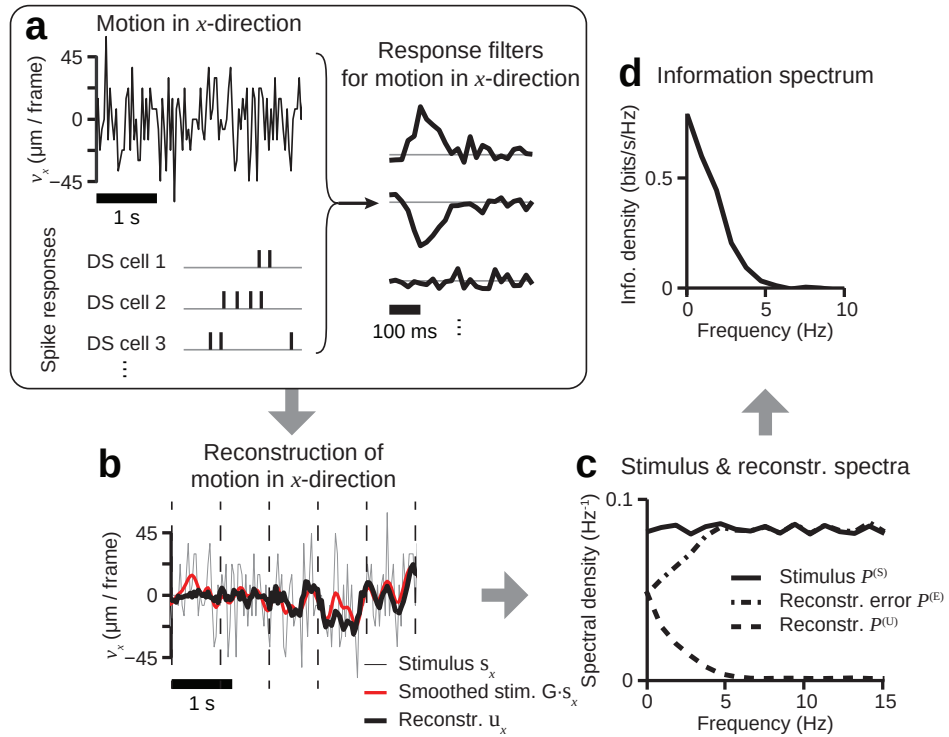 a
Motion in x-direction
45
0
−45
vx (μm / frame)
1 s
Spike responses
DS cell 1
DS cell 2
DS cell 3
⋮
Response filters
for motion in x-direction
100 ms
⋮
d Information spectrum
Info. density (bits/s/Hz)
0.5
0
0 5 10
Frequency (Hz)
b
Reconstruction of
motion in x-direction
45
0
-45
vx (μm / frame)
1 s
Stimulus sx
Smoothed stim. G·sx
Reconstr. ux
c Stimulus & reconstr. spectra
Spectral density (Hz-1)
0.1
0
Stimulus P(S)
Reconstr. error P(E)
Reconstr. P(U)
0 5 10 15
Frequency (Hz)